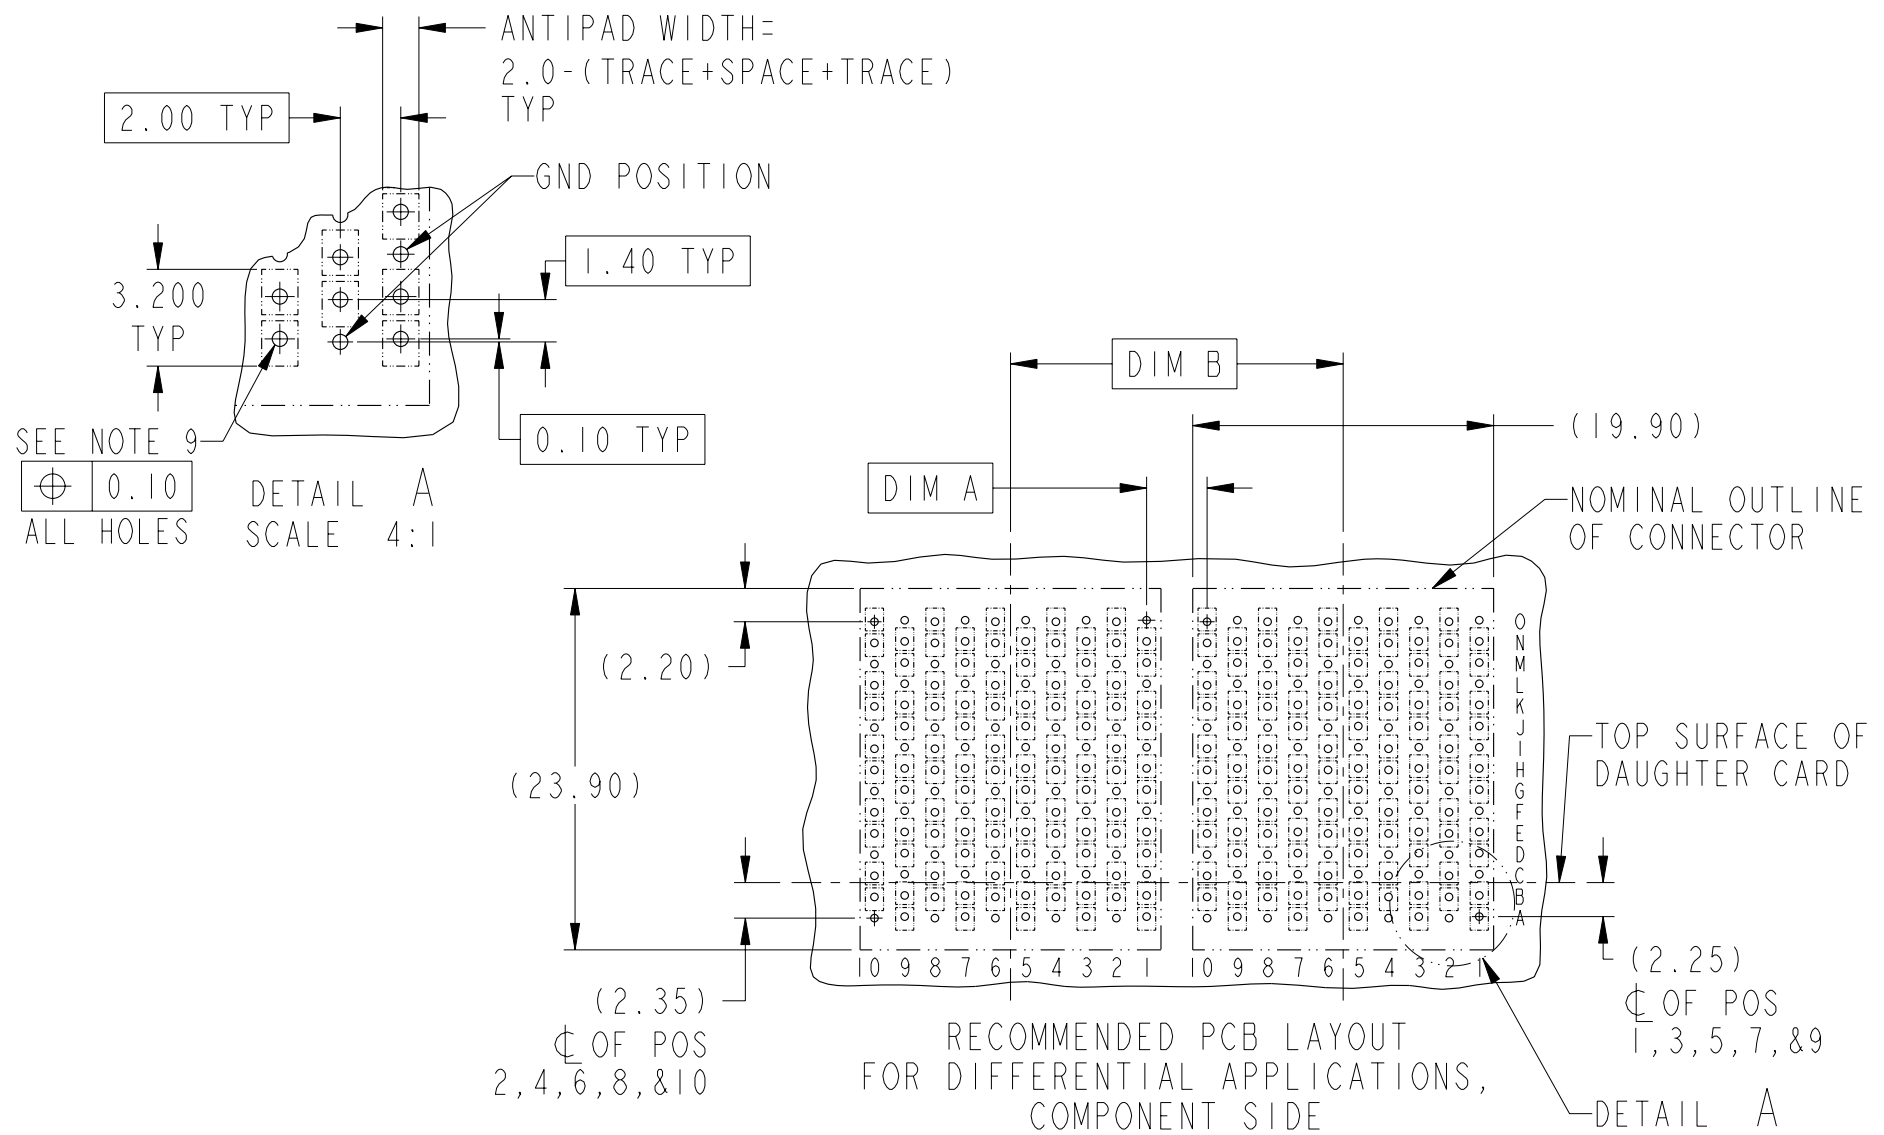 ANTIPAD WIDTH=
2.0-(TRACE+SPACE+TRACE)
TYP
2.00 TYP
GND POSITION
1.40 TYP
3.200
TYP
0.10 TYP
SEE NOTE 9
⌖ 0.10
ALL HOLES
DETAIL A
SCALE 4:1
DIM B
(19.90)
DIM A
NOMINAL OUTLINE
OF CONNECTOR
(2.20)
(23.90)
O
N
M
L
K
J
I
H
G
F
E
D
C
B
A
TOP SURFACE OF
DAUGHTER CARD
10 9 8 7 6 5 4 3 2 1
10 9 8 7 6 5 4 3 2 1
(2.35)
℄ OF POS
2,4,6,8,&10
(2.25)
℄ OF POS
1,3,5,7,&9
RECOMMENDED PCB LAYOUT
FOR DIFFERENTIAL APPLICATIONS,
COMPONENT SIDE
DETAIL A